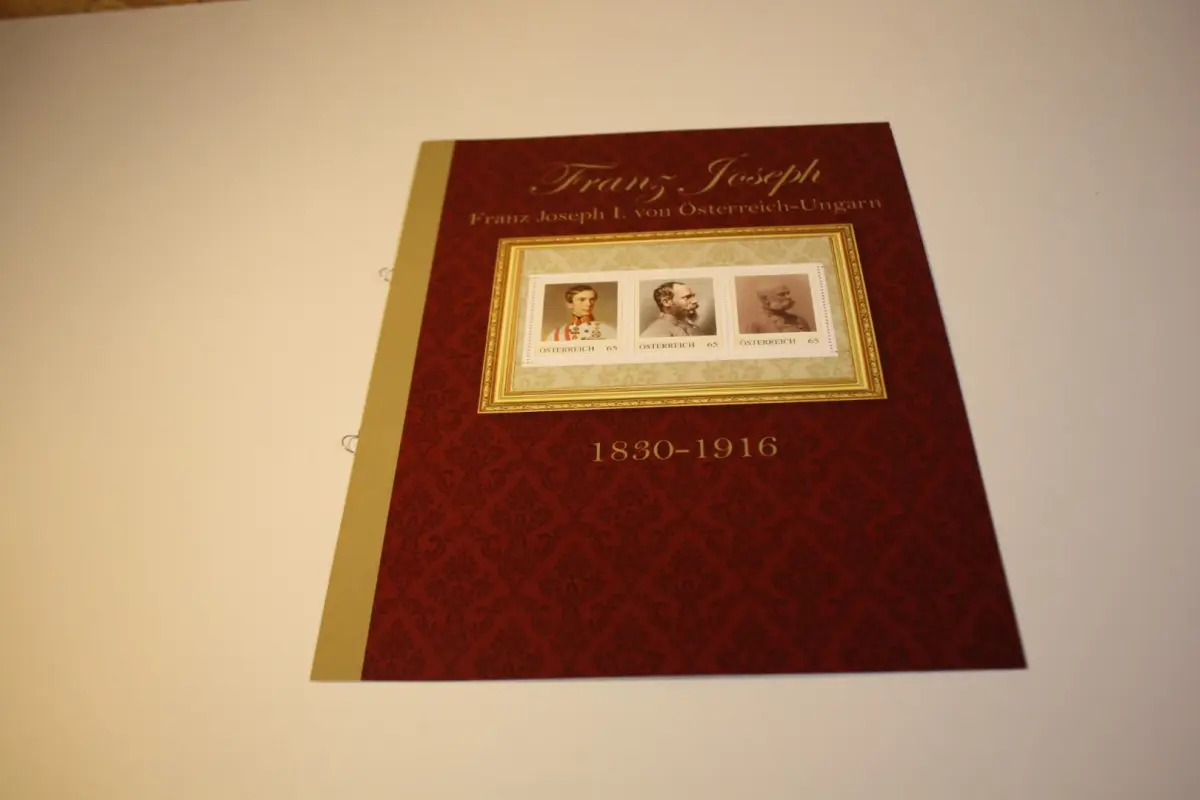 Franz Joseph
Franz Joseph I. von Österreich-Ungarn
ÖSTERREICH 65
ÖSTERREICH 65
ÖSTERREICH 65
1830-1916